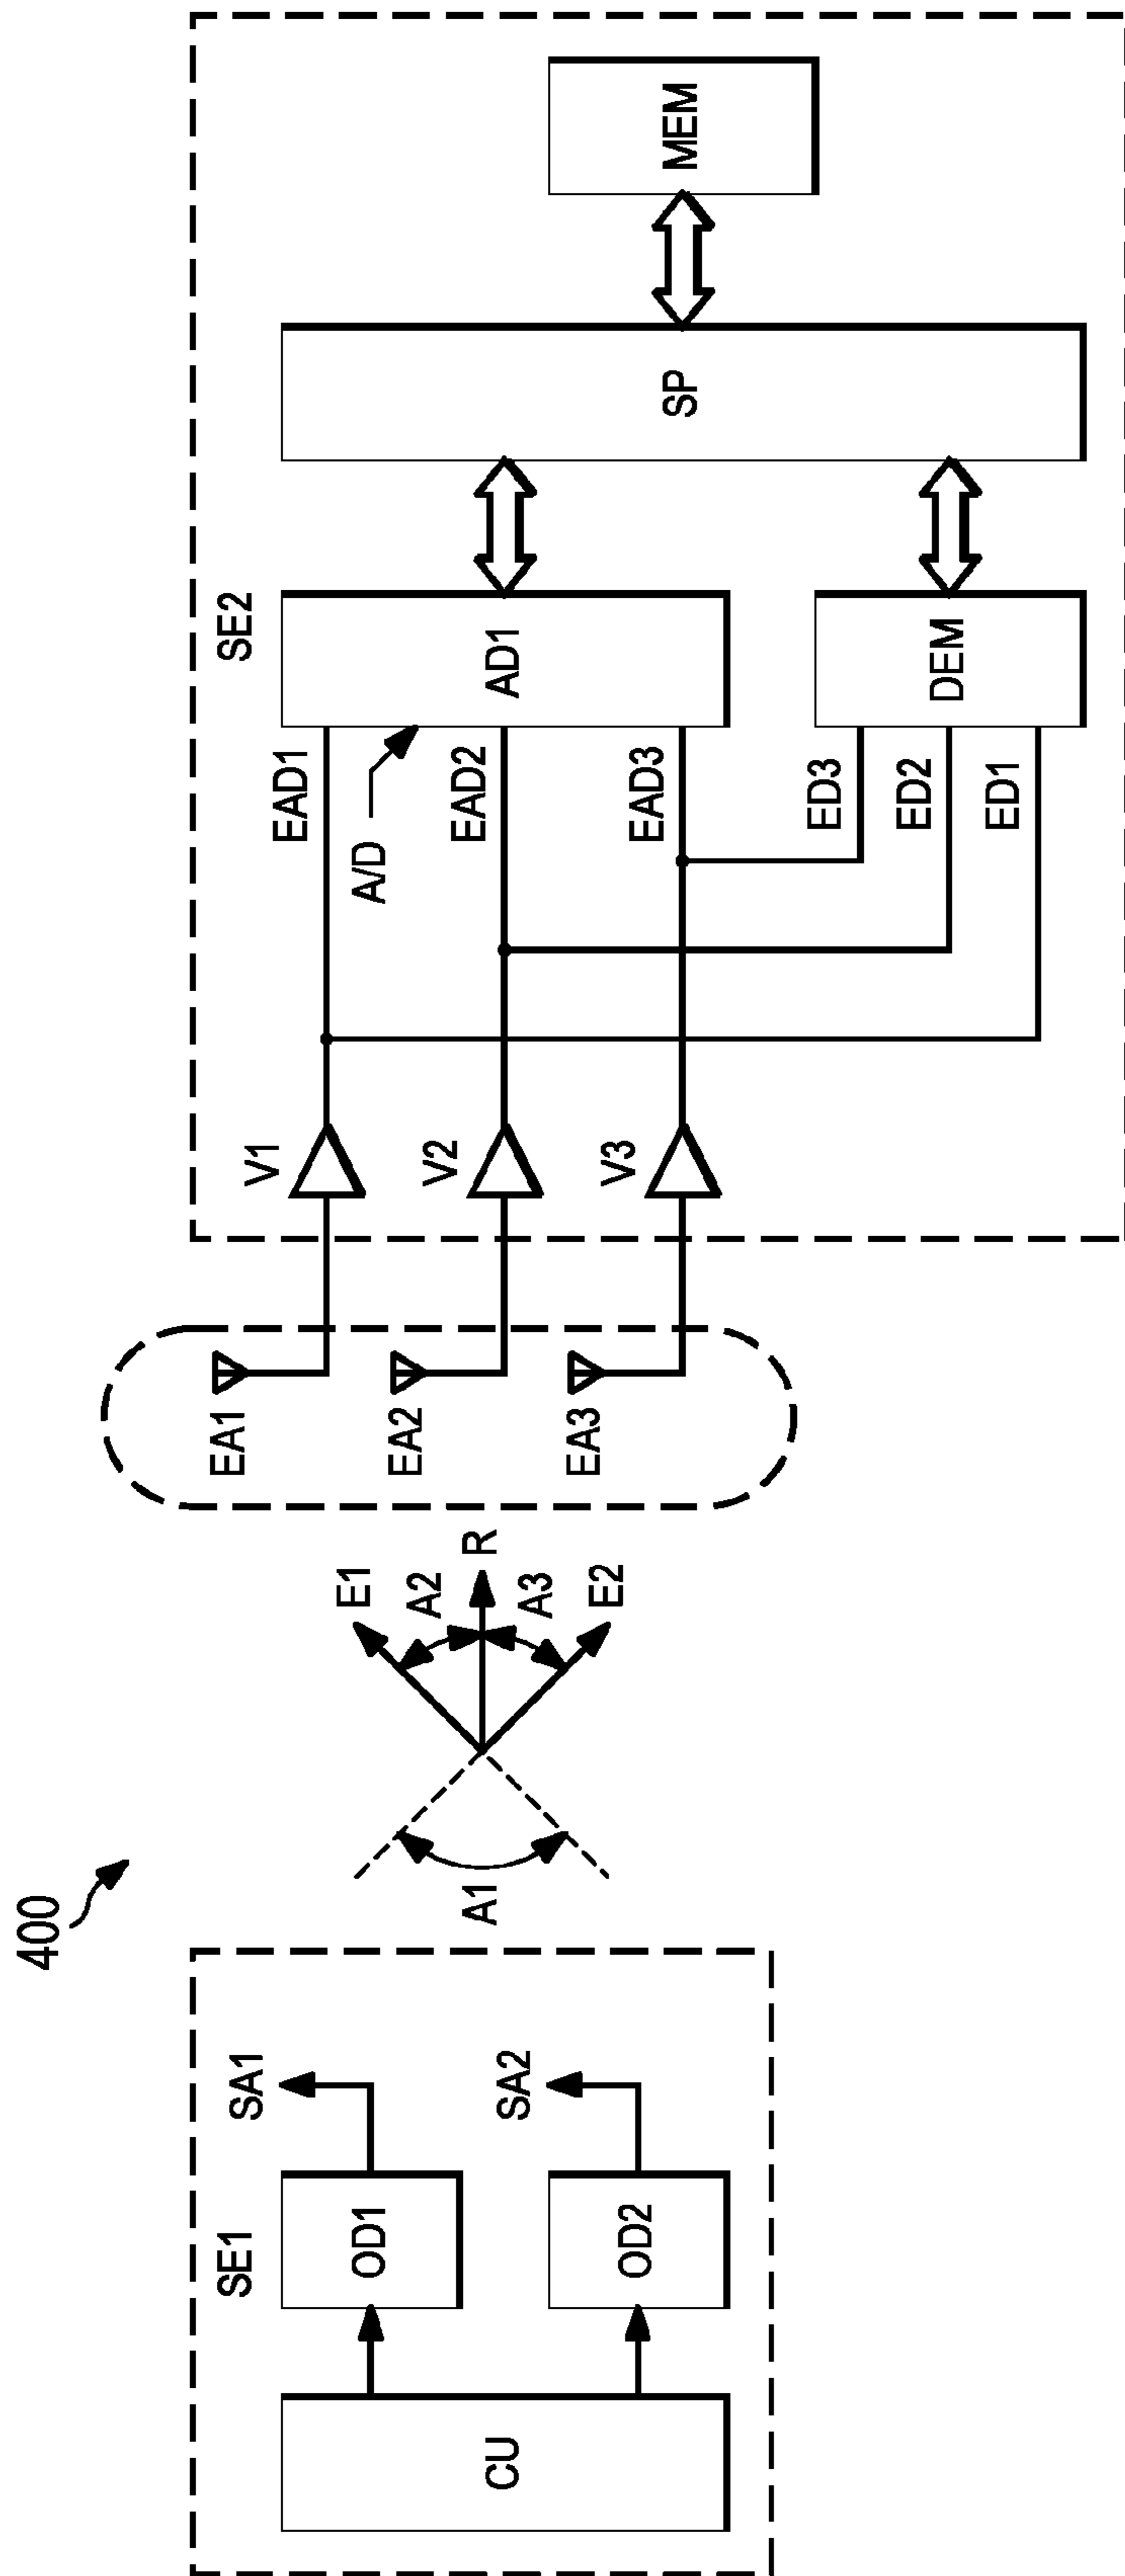 400
SE1
CU
OD1
OD2
SA1
SA2
A1
E1
A2
R
A3
E2
EA1
EA2
EA3
V1
V2
V3
SE2
EAD1
A/D
EAD2
EAD3
AD1
ED3
ED2
ED1
DEM
SP
MEM